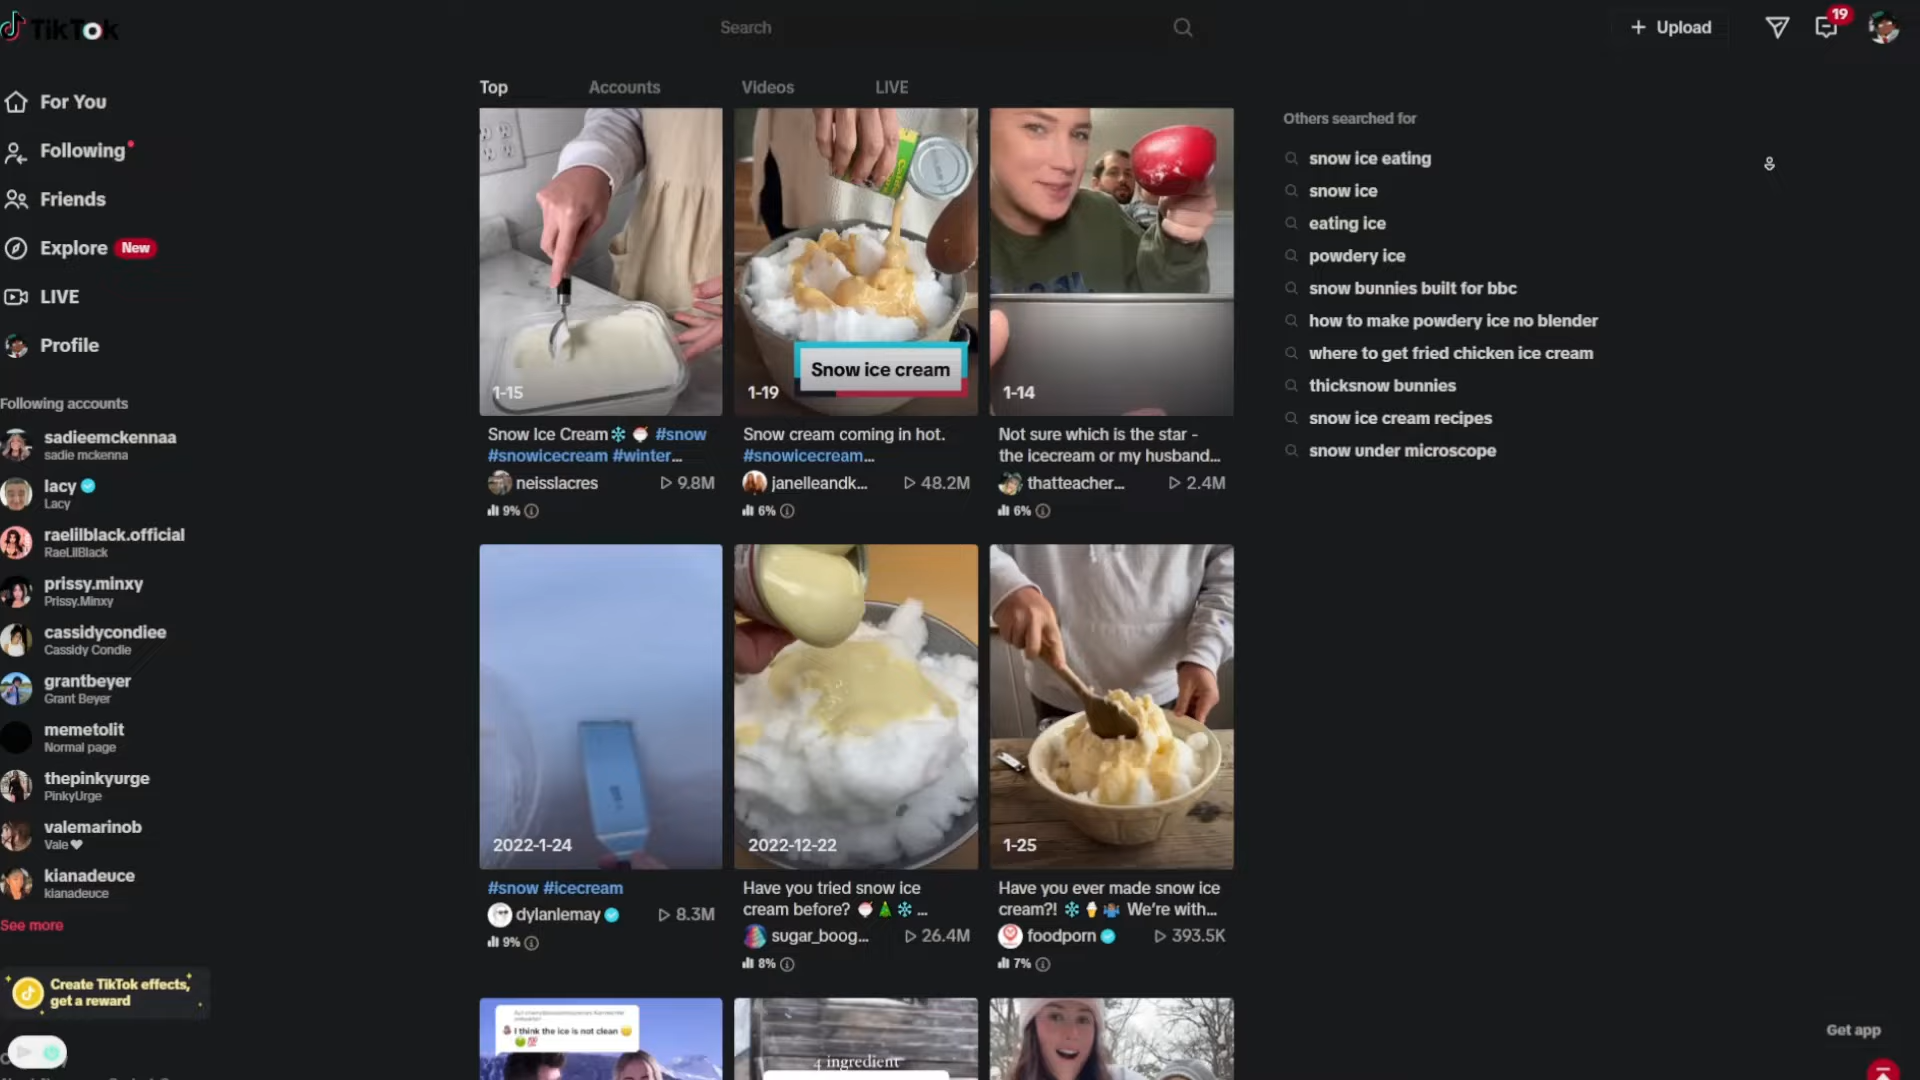 TikTok
Search
Upload
19
For You
Following
Friends
Explore New
LIVE
Profile
Following accounts
sadieemckennaa
sadie mckenna
lacy
Lacy
raelilblack.official
RaeLilBlack
prissy.minxy
Prissy.Minxy
cassidycondiee
Cassidy Condie
grantbeyer
Grant Beyer
memetolit
Normal page
thepinkyurge
PinkyUrge
valemarinob
Vale🖤
kianadeuce
kianadeuce
See more
Create TikTok effects,
get a reward
Top Accounts Videos LIVE
1-15
Snow Ice Cream❄️ 🍧 #snow
#snowicecream #winter...
neisslacres 9.8M
9%
Snow ice cream
1-19
Snow cream coming in hot.
#snowicecream...
janelleandk... 48.2M
6%
1-14
Not sure which is the star -
the icecream or my husband...
thatteacher... 2.4M
6%
2022-1-24
#snow #icecream
dylanlemay 8.3M
9%
2022-12-22
Have you tried snow ice
cream before? 🍧🎄❄️ ...
sugar_boog... 26.4M
8%
1-25
Have you ever made snow ice
cream?! ❄️🍦🤷 We're with...
foodporn 393.5K
7%
I think the ice is not clean
4 ingredient
Others searched for
snow ice eating
snow ice
eating ice
powdery ice
snow bunnies built for bbc
how to make powdery ice no blender
where to get fried chicken ice cream
thicksnow bunnies
snow ice cream recipes
snow under microscope
Get app